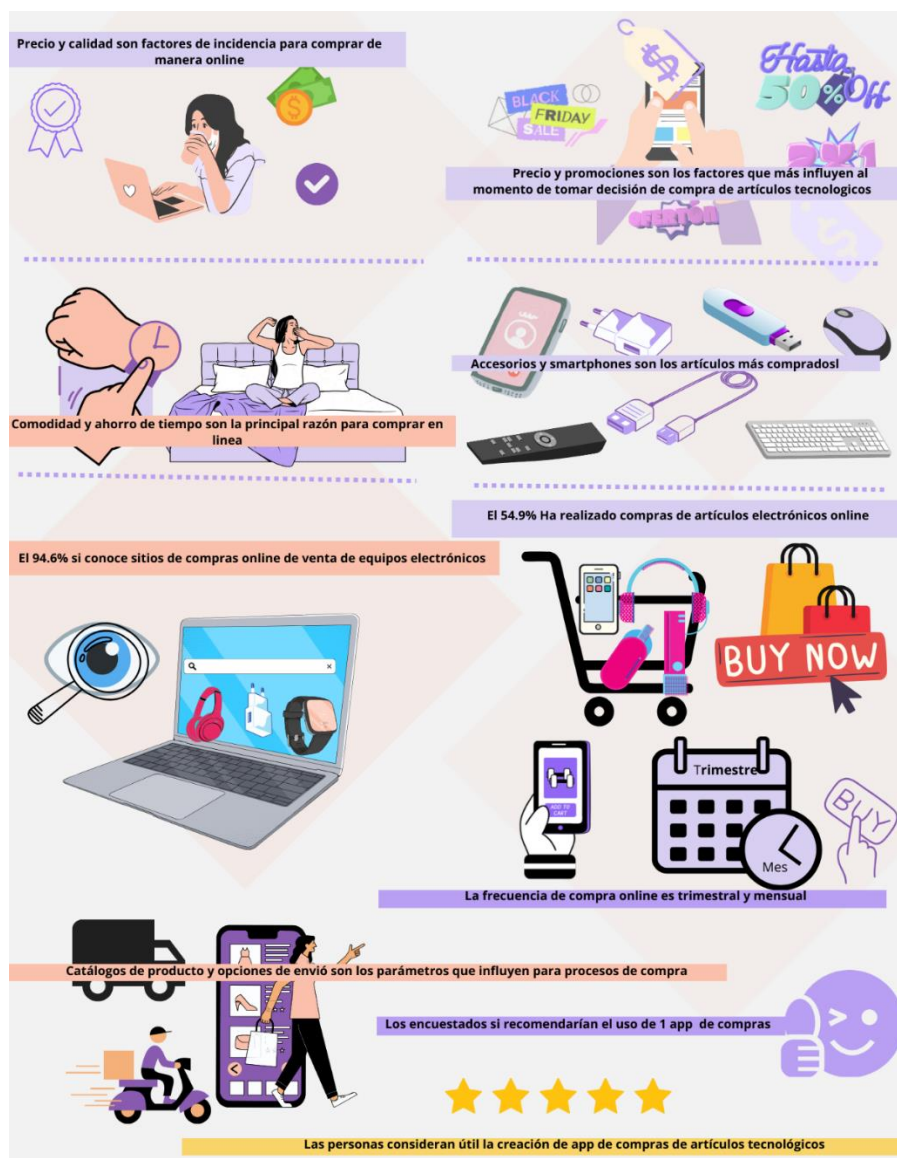 Precio y calidad son factores de incidencia para comprar de
manera online
BLACK
FRIDAY
SALE
Hasta
50% Off
2x1
Precio y promociones son los factores que más influyen al
momento de tomar decisión de compra de artículos tecnologicos
OFERTÓN
Comodidad y ahorro de tiempo son la principal razón para comprar en
linea
Accesorios y smartphones son los artículos más compradosl
El 54.9% Ha realizado compras de artículos electrónicos online
El 94.6% si conoce sitios de compras online de venta de equipos electrónicos
BUY NOW
ADD TO
CART
Trimestre
Mes
BUY
La frecuencia de compra online es trimestral y mensual
Catálogos de producto y opciones de envió son los parámetros que influyen para procesos de compra
Los encuestados si recomendarían el uso de 1 app de compras
Las personas consideran útil la creación de app de compras de artículos tecnológicos